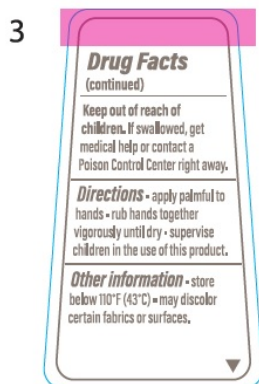 3
Drug Facts
(continued)
Keep out of reach of
children. If swallowed, get
medical help or contact a
Poison Control Center right away.
Directions ▪ apply palmful to
hands ▪ rub hands together
vigorously until dry ▪ supervise
children in the use of this product.
Other information ▪ store
below 110°F (43°C) ▪ may discolor
certain fabrics or surfaces.